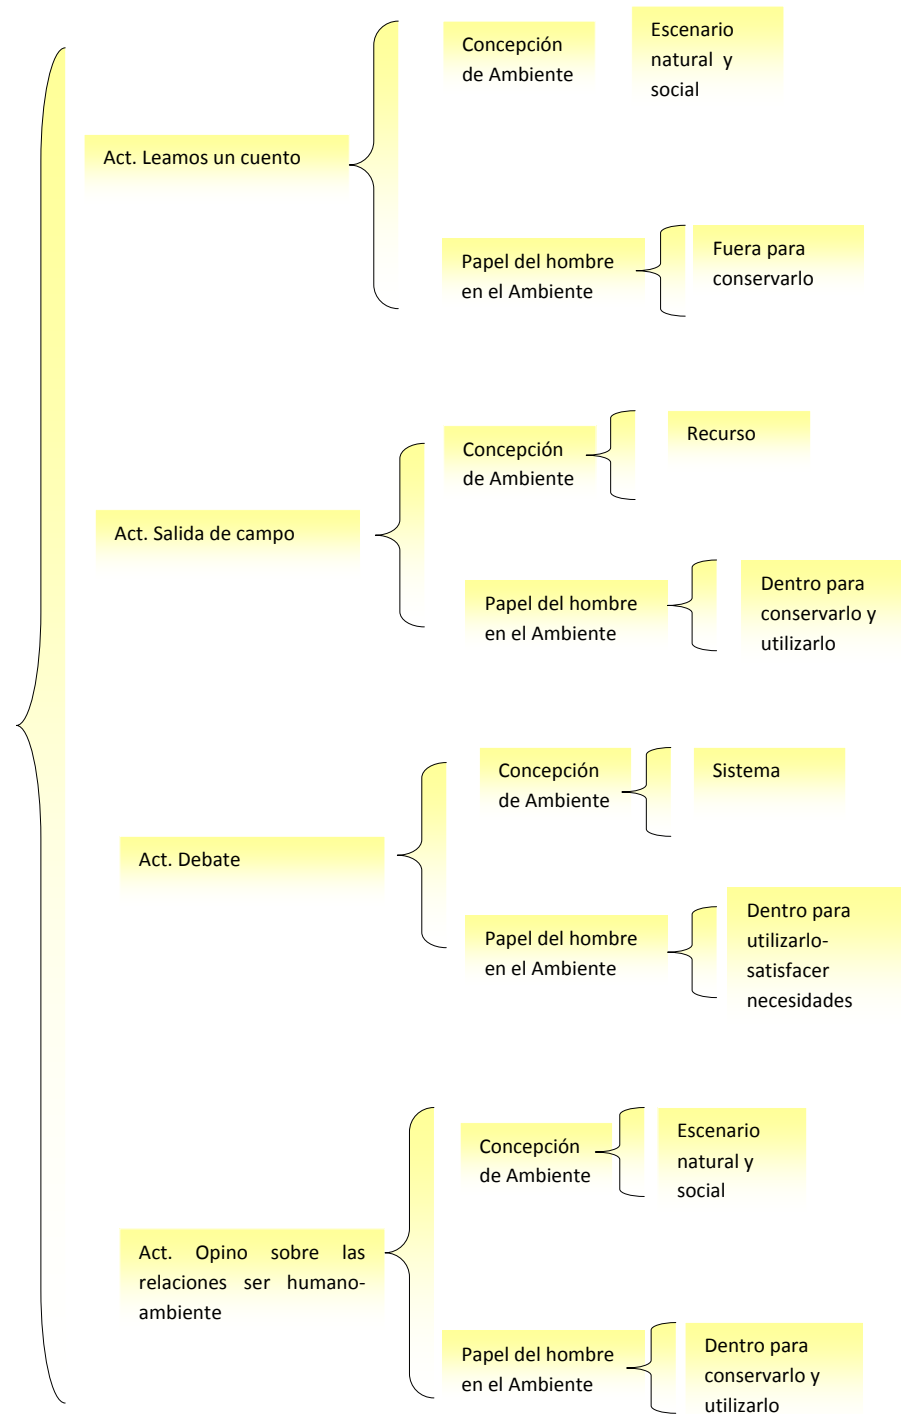 Concepción
de Ambiente
Escenario
natural y
social
Act. Leamos un cuento
Papel del hombre
en el Ambiente
Fuera para
conservarlo
Concepción
de Ambiente
Recurso
Act. Salida de campo
Papel del hombre
en el Ambiente
Dentro para
conservarlo y
utilizarlo
Concepción
de Ambiente
Sistema
Act. Debate
Papel del hombre
en el Ambiente
Dentro para
utilizarlo-
satisfacer
necesidades
Concepción
de Ambiente
Escenario
natural y
social
Act. Opino sobre las
relaciones ser humano-
ambiente
Papel del hombre
en el Ambiente
Dentro para
conservarlo y
utilizarlo